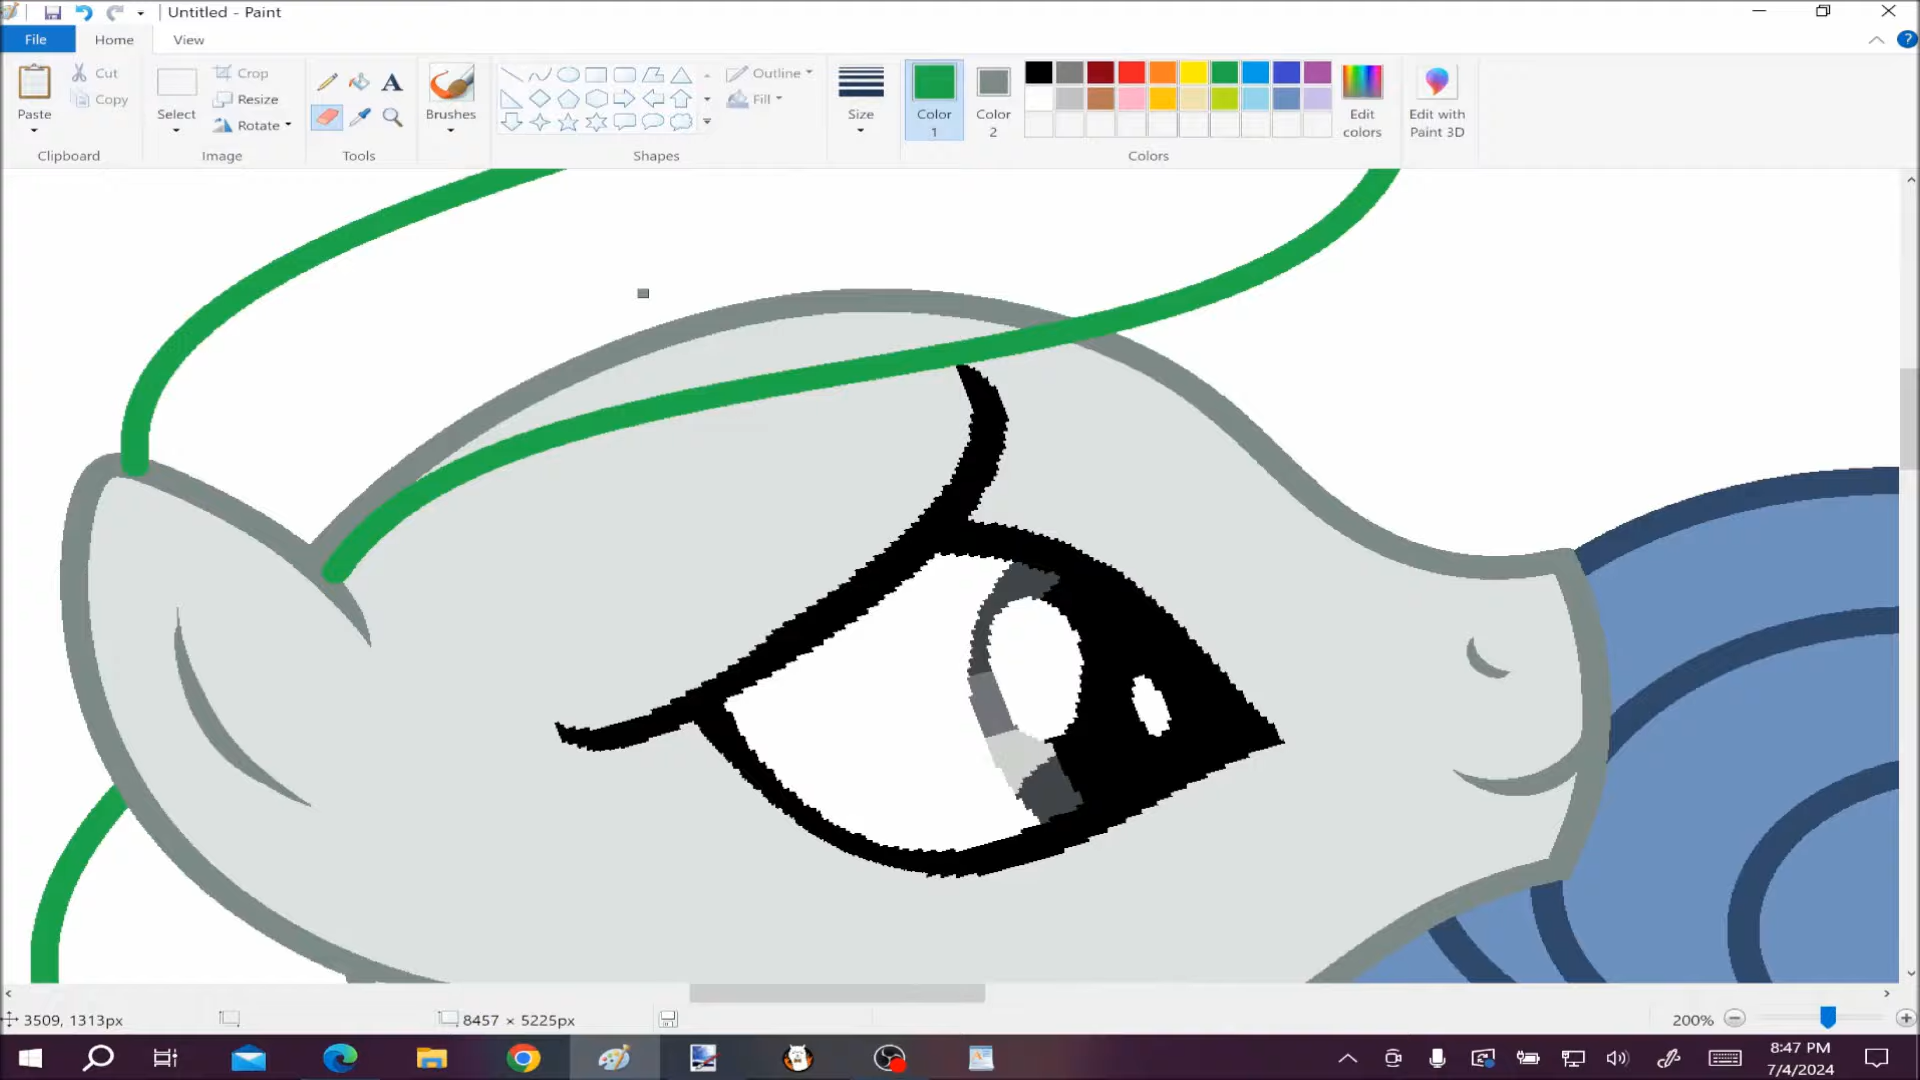 Untitled - Paint
File Home View
Paste
Cut
Copy
Clipboard
Select
Crop
Resize
Rotate
Image
A
Tools
Brushes
Shapes
Outline
Fill
Size
Color 1
Color 2
Colors
Edit colors
Edit with Paint 3D
?
3509, 1313px
8457 × 5225px
200%
8:47 PM
7/4/2024